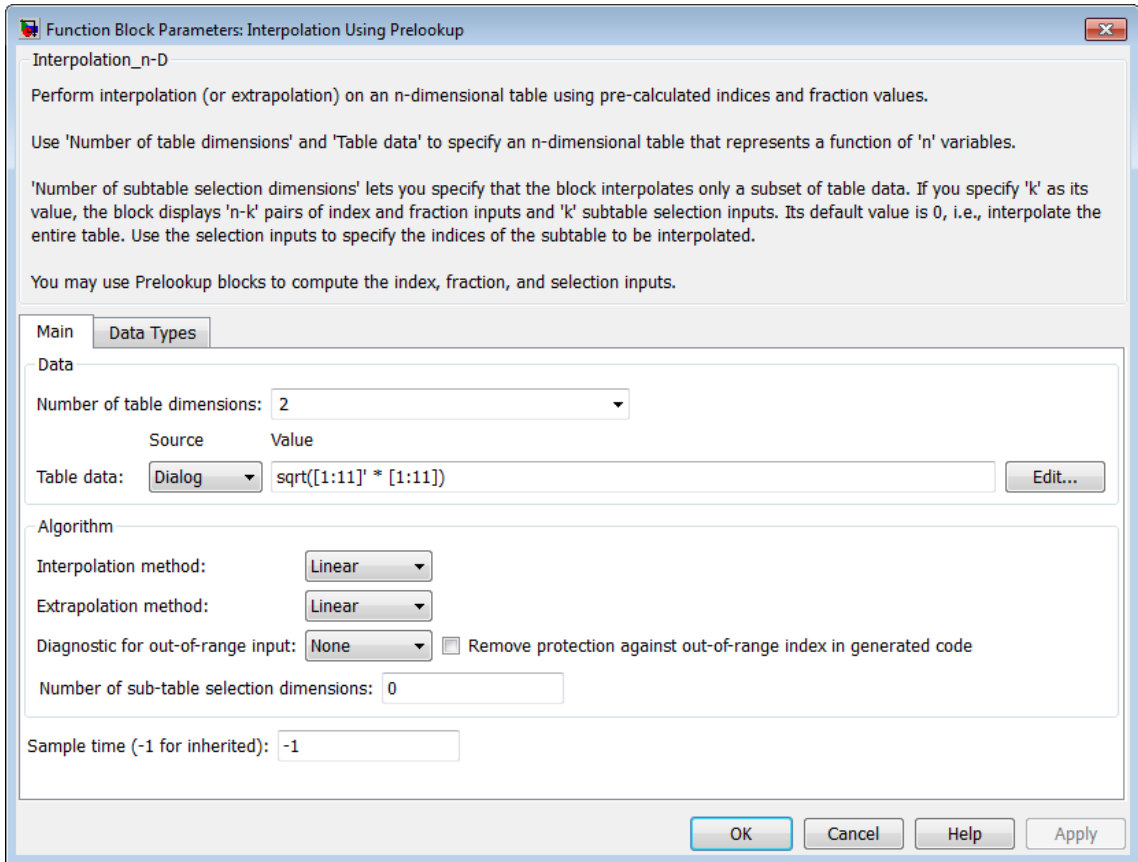 Function Block Parameters: Interpolation Using Prelookup
Interpolation_n-D
Perform interpolation (or extrapolation) on an n-dimensional table using pre-calculated indices and fraction values.
Use 'Number of table dimensions' and 'Table data' to specify an n-dimensional table that represents a function of 'n' variables.
'Number of subtable selection dimensions' lets you specify that the block interpolates only a subset of table data. If you specify 'k' as its
value, the block displays 'n-k' pairs of index and fraction inputs and 'k' subtable selection inputs. Its default value is 0, i.e., interpolate the
entire table. Use the selection inputs to specify the indices of the subtable to be interpolated.
You may use Prelookup blocks to compute the index, fraction, and selection inputs.
Main Data Types
Data
Number of table dimensions: 2
Source Value
Table data: Dialog sqrt([1:11]' * [1:11]) Edit...
Algorithm
Interpolation method: Linear
Extrapolation method: Linear
Diagnostic for out-of-range input: None Remove protection against out-of-range index in generated code
Number of sub-table selection dimensions: 0
Sample time (-1 for inherited): -1
OK Cancel Help Apply